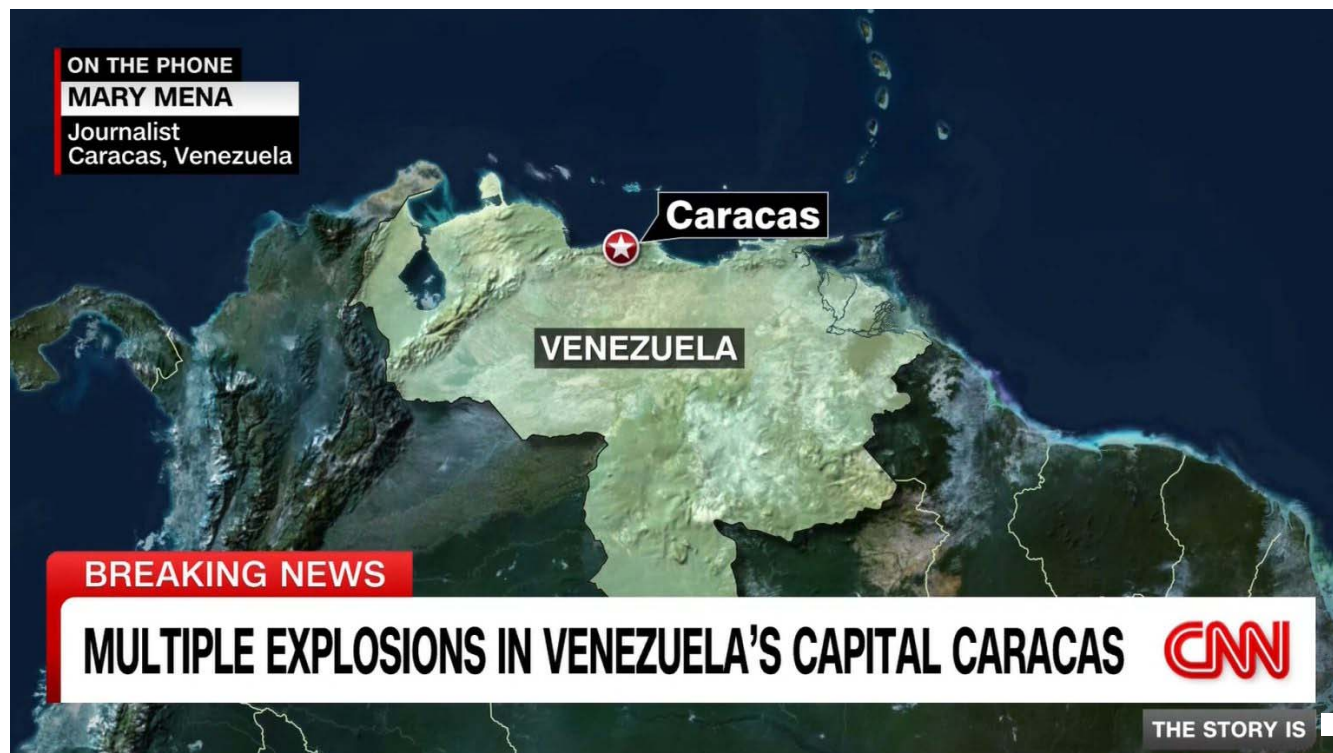 ON THE PHONE
MARY MENA
Journalist
Caracas, Venezuela
Caracas
VENEZUELA
BREAKING NEWS
MULTIPLE EXPLOSIONS IN VENEZUELA'S CAPITAL CARACAS
CNN
THE STORY IS